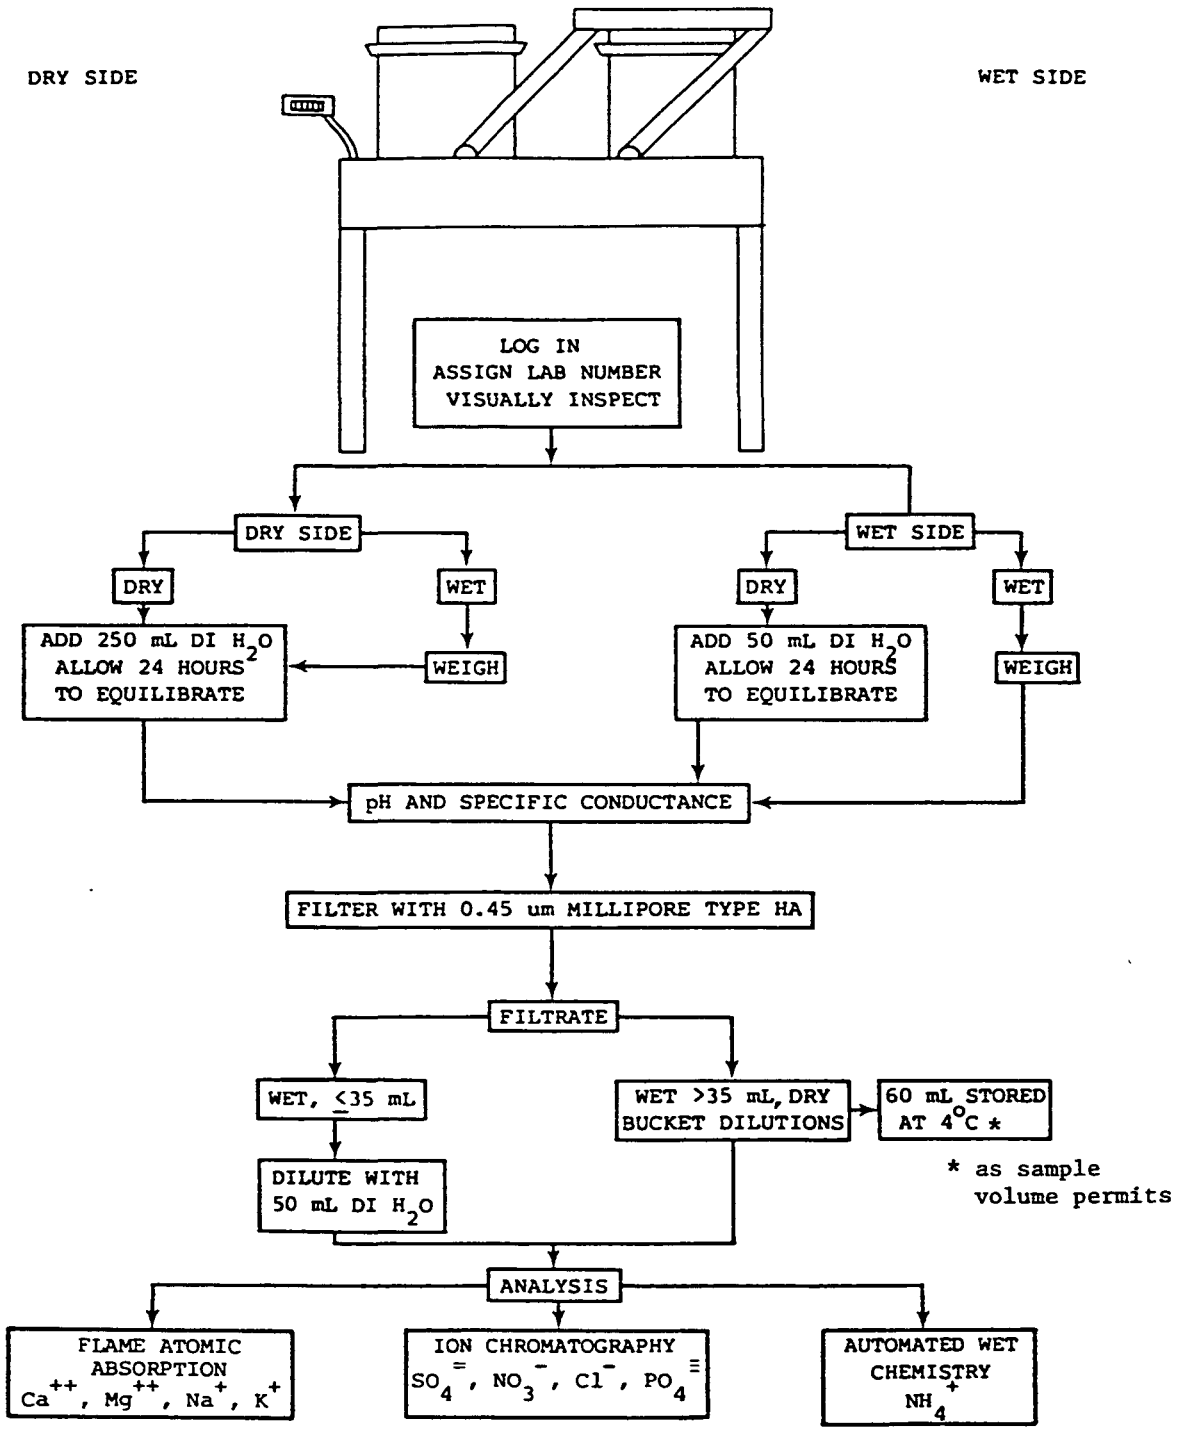 DRY SIDE
WET SIDE
LOG IN
ASSIGN LAB NUMBER
VISUALLY INSPECT
DRY SIDE
WET SIDE
DRY
WET
DRY
WET
ADD 250 mL DI H2O
ALLOW 24 HOURS
TO EQUILIBRATE
WEIGH
ADD 50 mL DI H2O
ALLOW 24 HOURS
TO EQUILIBRATE
WEIGH
pH AND SPECIFIC CONDUCTANCE
FILTER WITH 0.45 um MILLIPORE TYPE HA
FILTRATE
WET, ≤35 mL
WET >35 mL, DRY
BUCKET DILUTIONS
60 mL STORED
AT 4°C *
DILUTE WITH
50 mL DI H2O
* as sample
volume permits
ANALYSIS
FLAME ATOMIC
ABSORPTION
Ca++, Mg++, Na+, K+
ION CHROMATOGRAPHY
SO4=, NO3-, Cl-, PO4≡
AUTOMATED WET
CHEMISTRY
NH4+